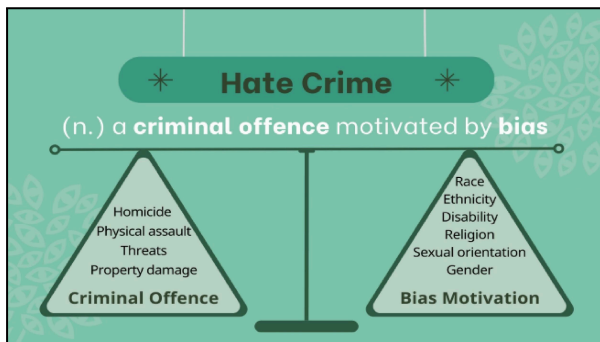 Hate Crime
(n.) a criminal offence motivated by bias
Homicide
Physical assault
Threats
Property damage
Criminal Offence
Race
Ethnicity
Disability
Religion
Sexual orientation
Gender
Bias Motivation